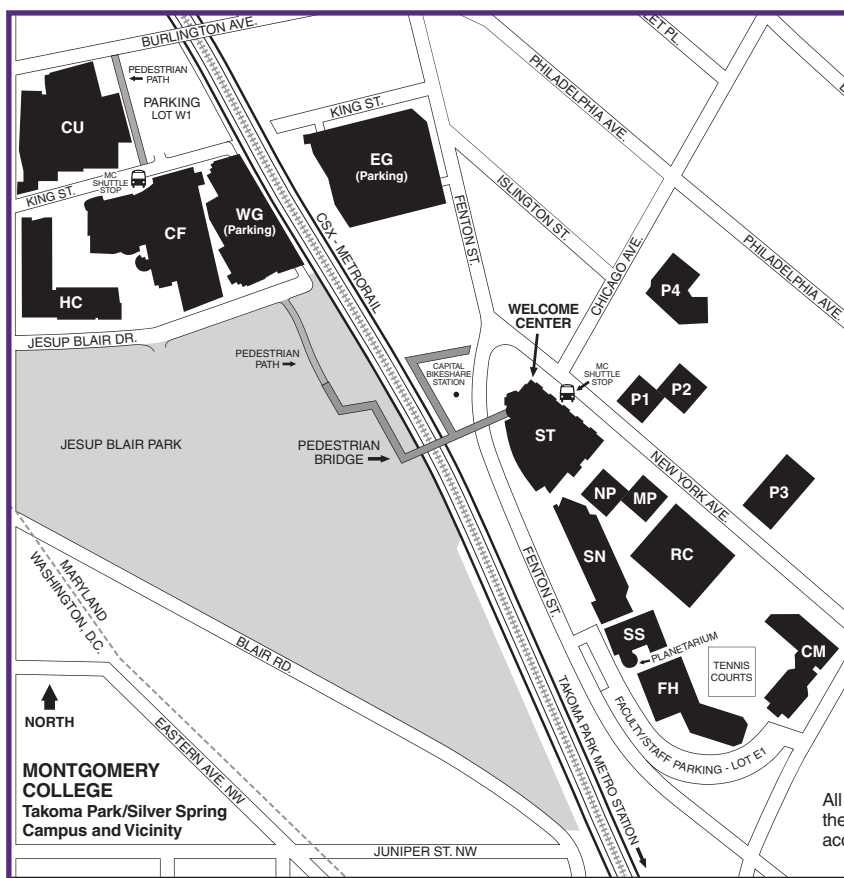 BURLINGTON AVE.
LET PL.
PEDESTRIAN
PATH
PARKING
LOT W1
PHILADELPHIA AVE.
CU
KING ST.
EG
(Parking)
MC
SHUTTLE
STOP
KING ST.
ISLINGTON ST.
WG
(Parking)
CF
CSX - METRORAIL
FENTON ST.
CHICAGO AVE.
PHILADELPHIA AVE.
HC
P4
WELCOME
CENTER
JESUP BLAIR DR.
PEDESTRIAN
PATH
CAPITAL
BIKESHARE
STATION
MC
SHUTTLE
STOP
P1
P2
JESUP BLAIR PARK
PEDESTRIAN
BRIDGE
ST
NEW YORK AVE.
NP
MP
P3
SN
RC
MARYLAND
WASHINGTON, D.C.
FENTON ST.
BLAIR RD.
SS
PLANETARIUM
CM
TENNIS
COURTS
FH
NORTH
EASTERN AVE. NW
TAKOMA PARK METRO STATION
FACULTY/STAFF PARKING - LOT E1
MONTGOMERY
COLLEGE
Takoma Park/Silver Spring
Campus and Vicinity
JUNIPER ST. NW
All
the
acc